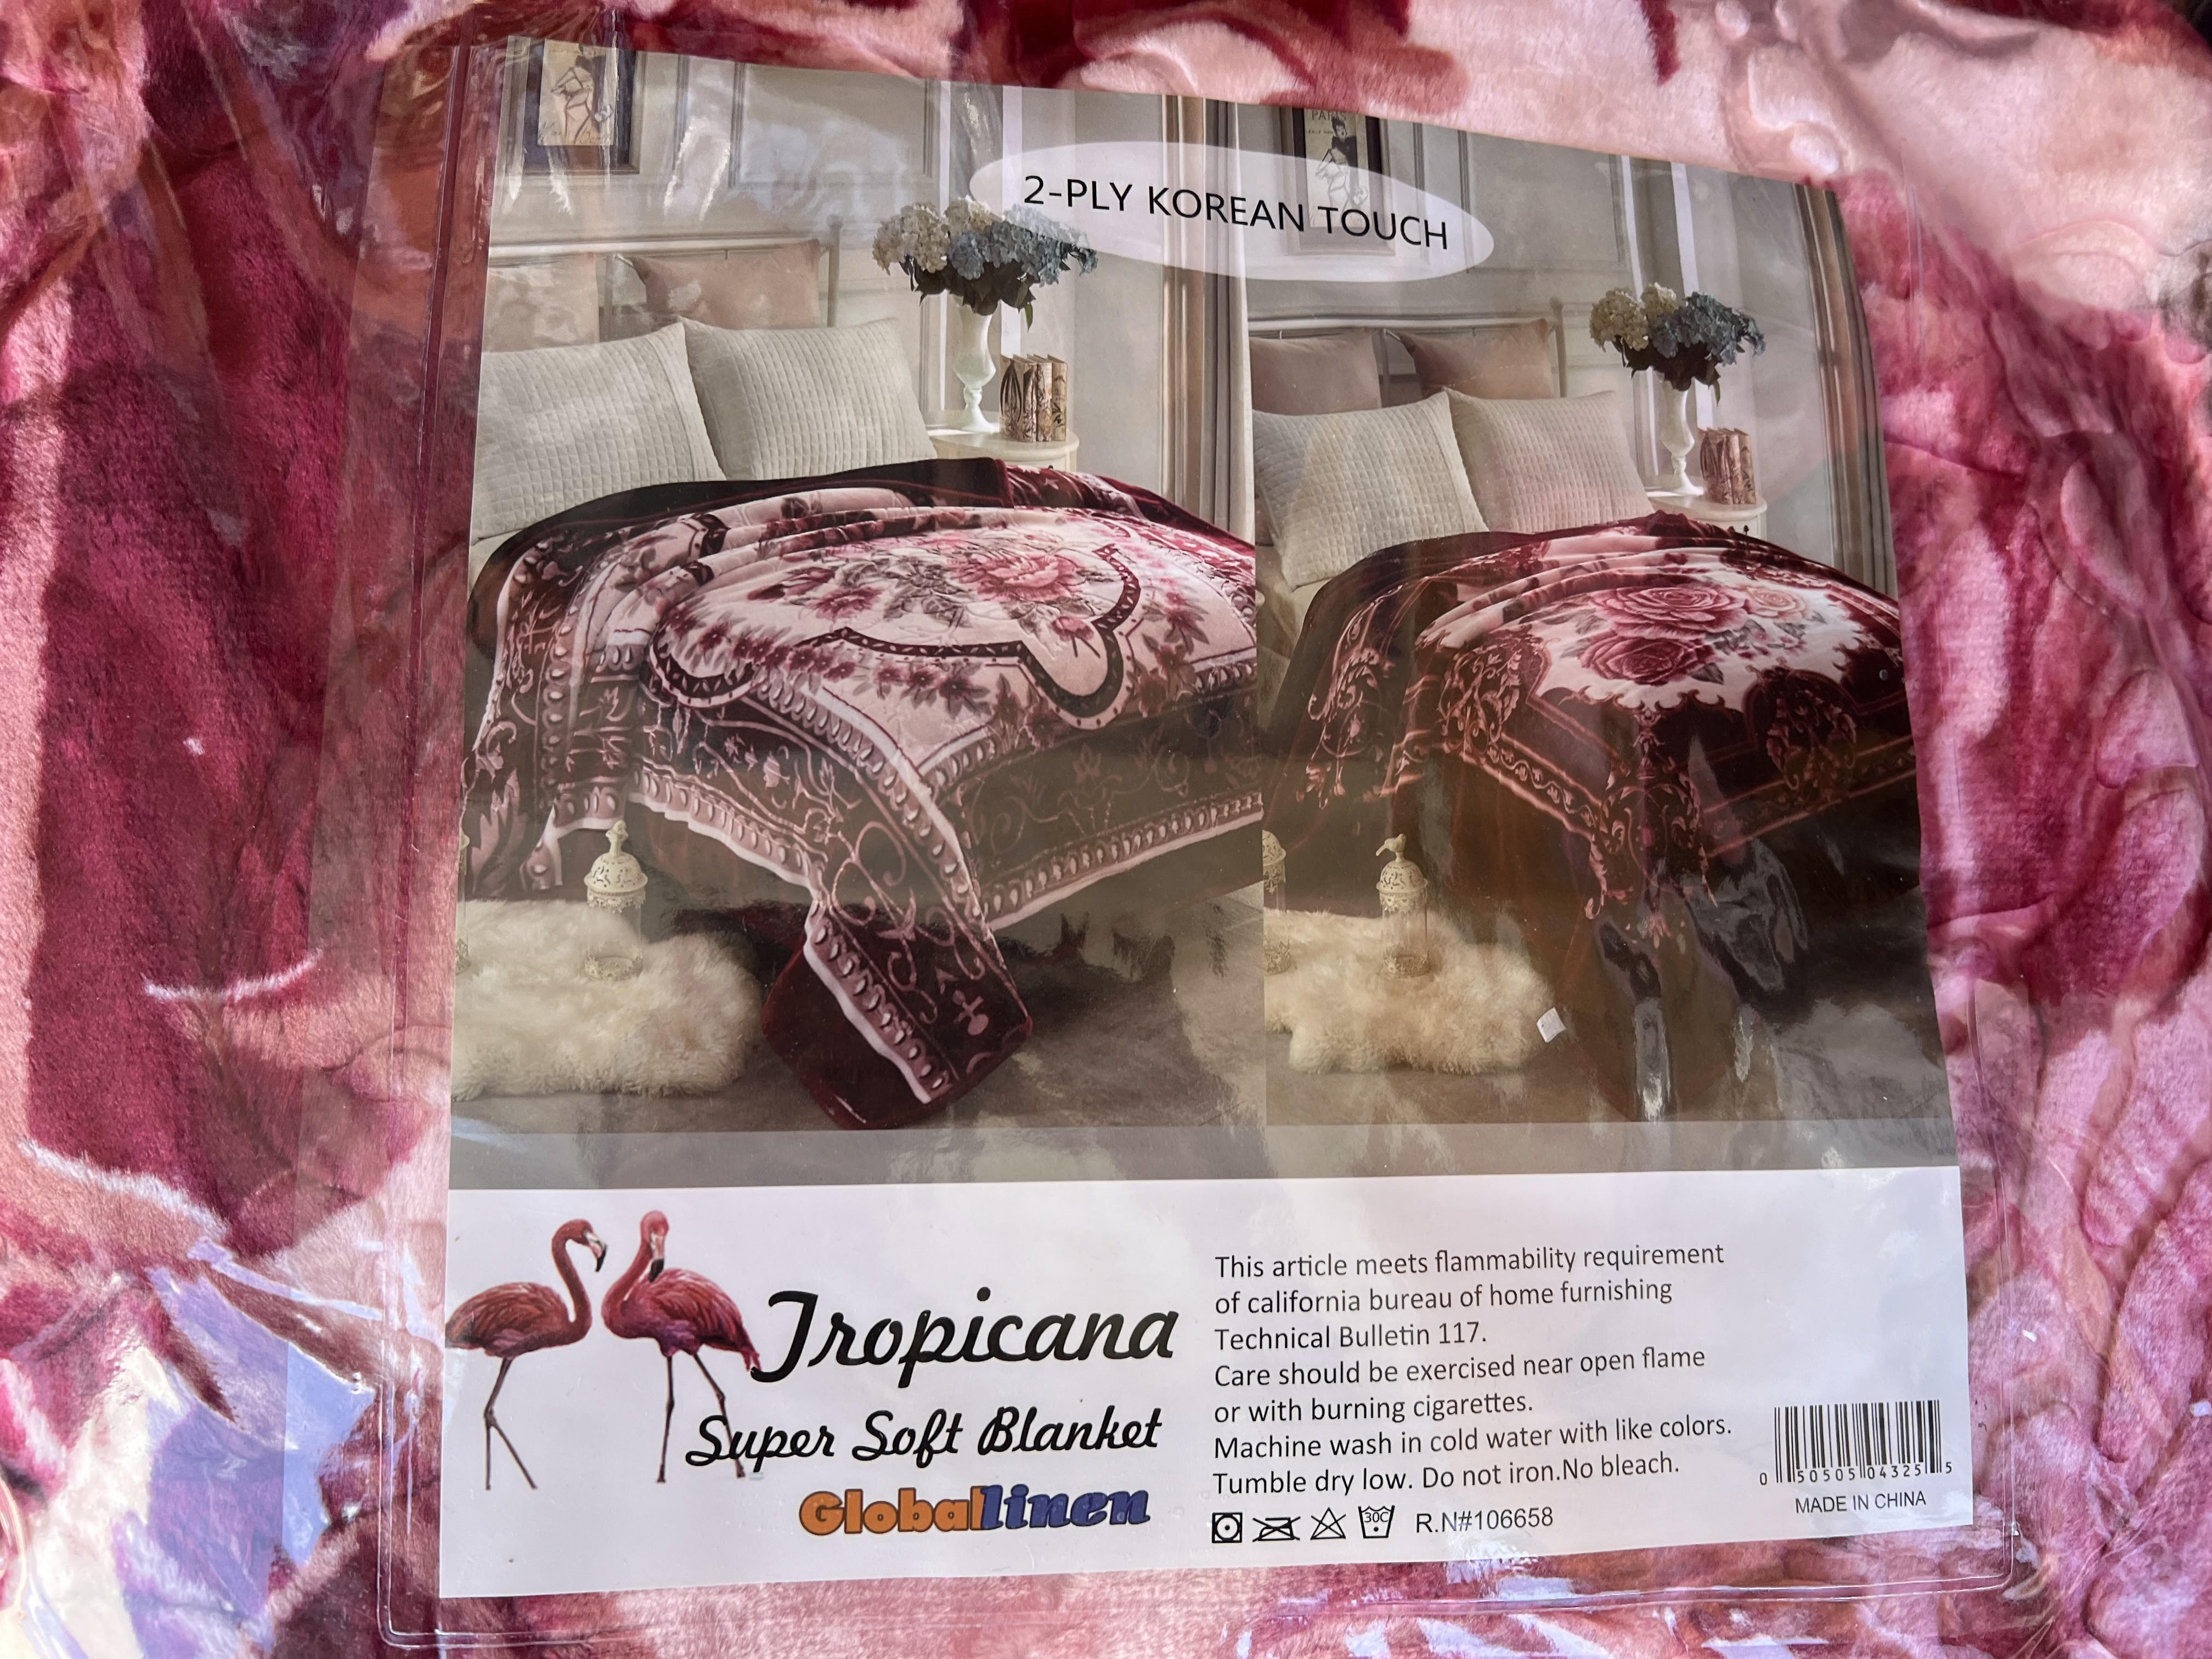 PARIS
2-PLY KOREAN TOUCH
Tropicana
Super Soft Blanket
Globallinen
This article meets flammability requirement
of california bureau of home furnishing
Technical Bulletin 117.
Care should be exercised near open flame
or with burning cigarettes.
Machine wash in cold water with like colors.
Tumble dry low. Do not iron.No bleach.
30C
R.N#106658
0 50505 04325 5
MADE IN CHINA